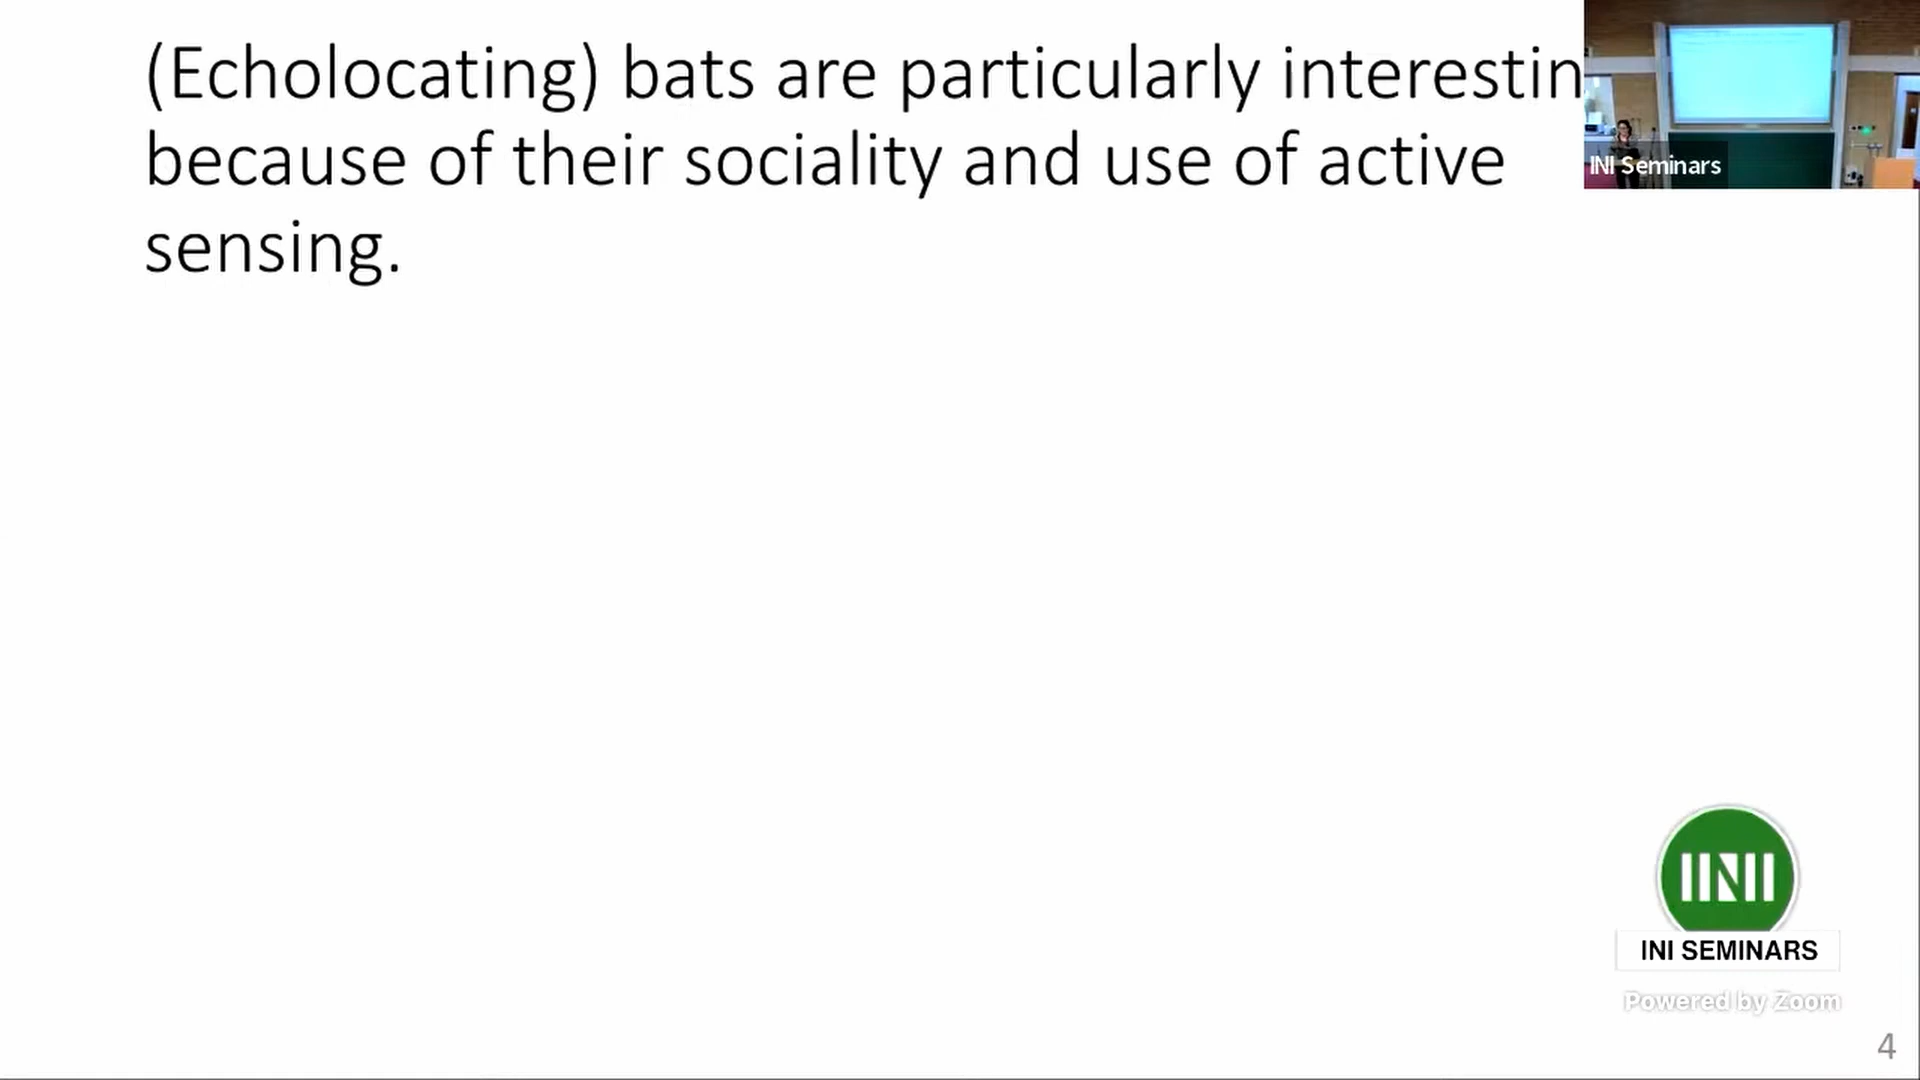 (Echolocating) bats are particularly interestin
because of their sociality and use of active
sensing.
INI Seminars
INI
INI SEMINARS
Powered by Zoom
4